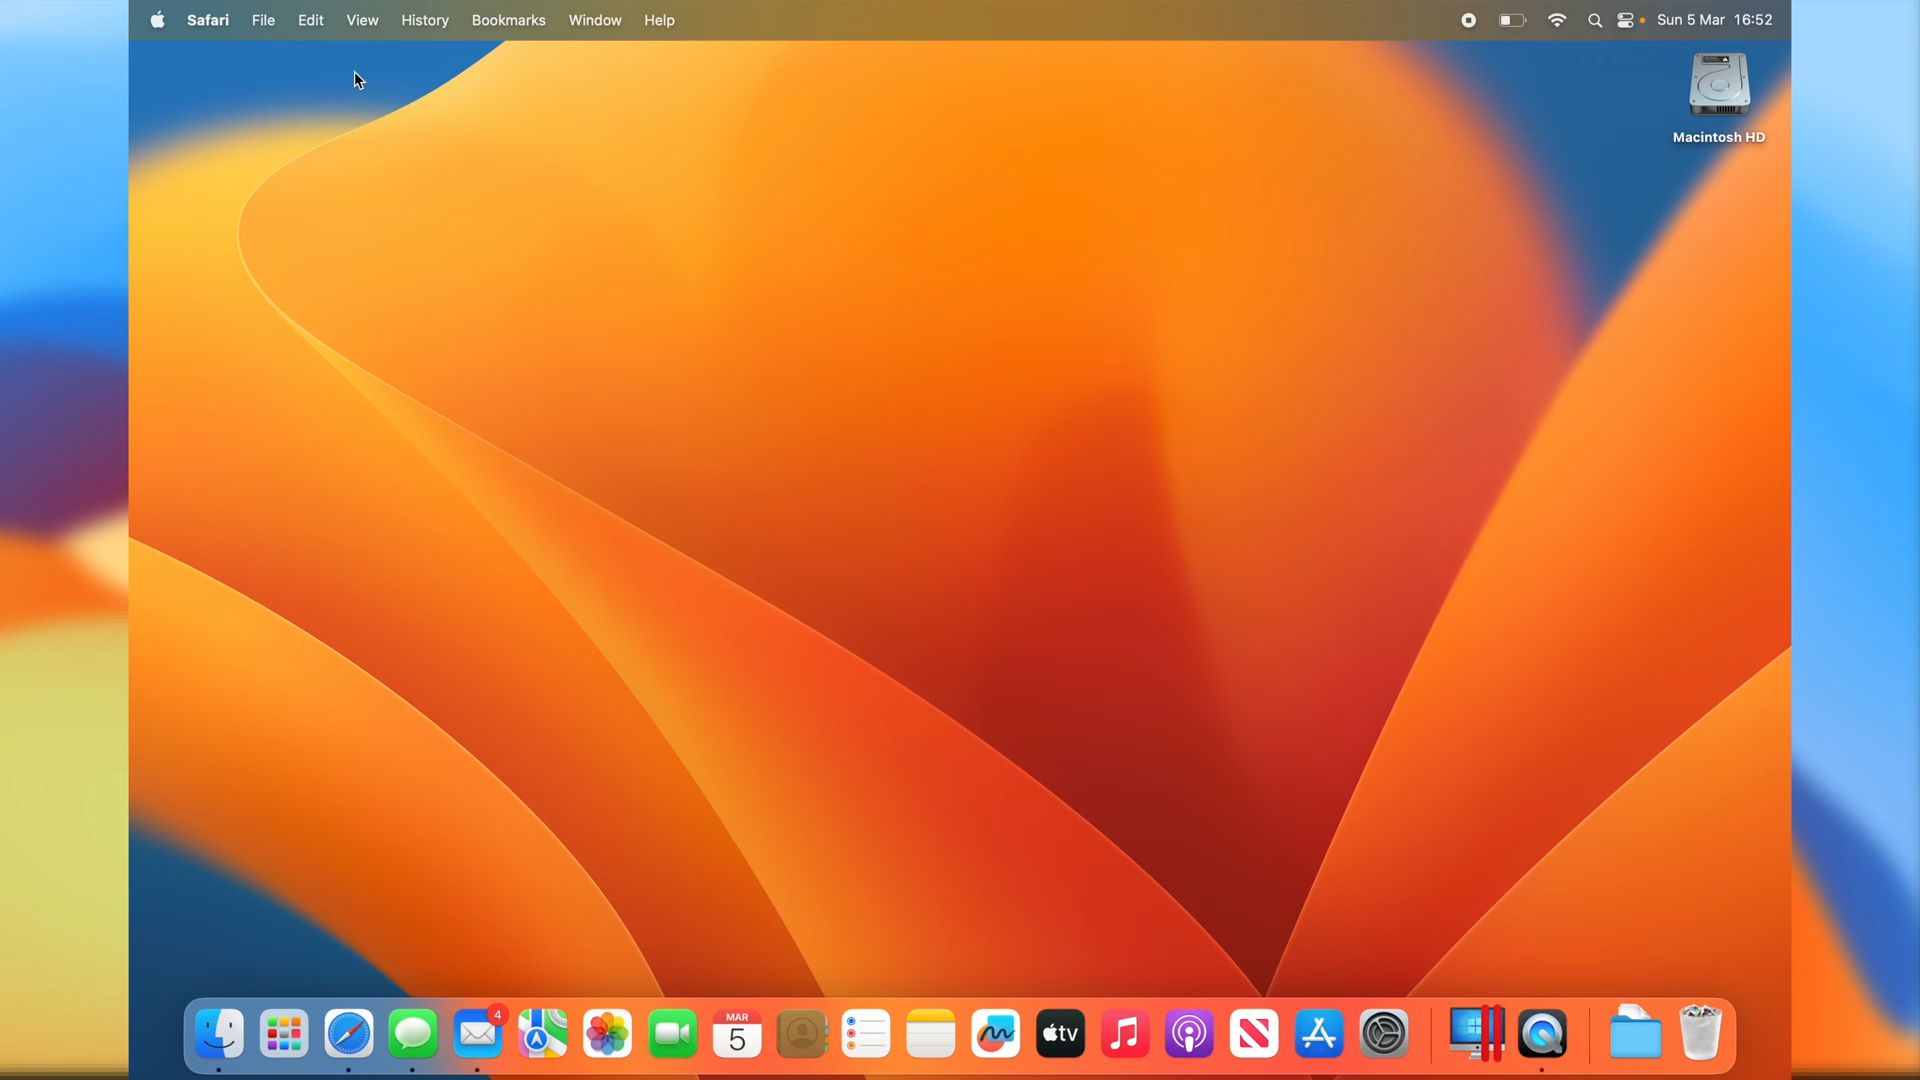 Safari File Edit View History Bookmarks Window Help Sun 5 Mar 16:52
Macintosh HD
4
MAR
5
tv